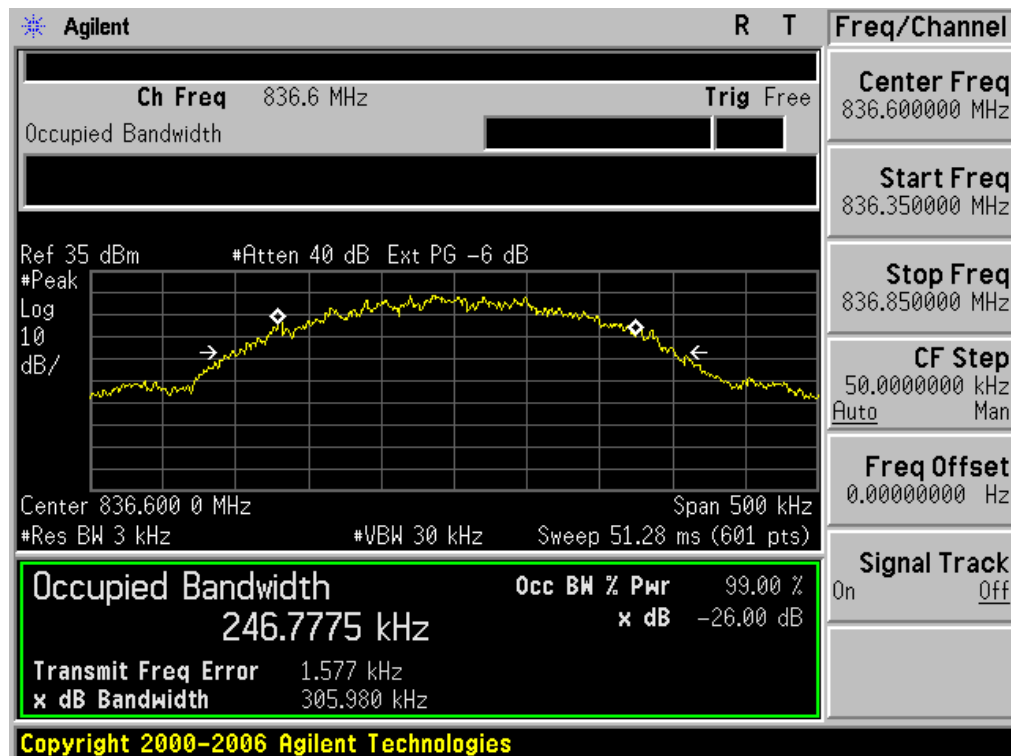 Agilent R T
Ch Freq 836.6 MHz Trig Free
Occupied Bandwidth
Ref 35 dBm #Atten 40 dB Ext PG -6 dB
#Peak
Log
10
dB/
Center 836.600 0 MHz Span 500 kHz
#Res BW 3 kHz #VBW 30 kHz Sweep 51.28 ms (601 pts)
Occupied Bandwidth
246.7775 kHz
Occ BW % Pwr 99.00 %
x dB -26.00 dB
Transmit Freq Error 1.577 kHz
x dB Bandwidth 305.980 kHz
Freq/Channel
Center Freq
836.600000 MHz
Start Freq
836.350000 MHz
Stop Freq
836.850000 MHz
CF Step
50.0000000 kHz
Auto Man
Freq Offset
0.00000000 Hz
Signal Track
On Off
Copyright 2000-2006 Agilent Technologies